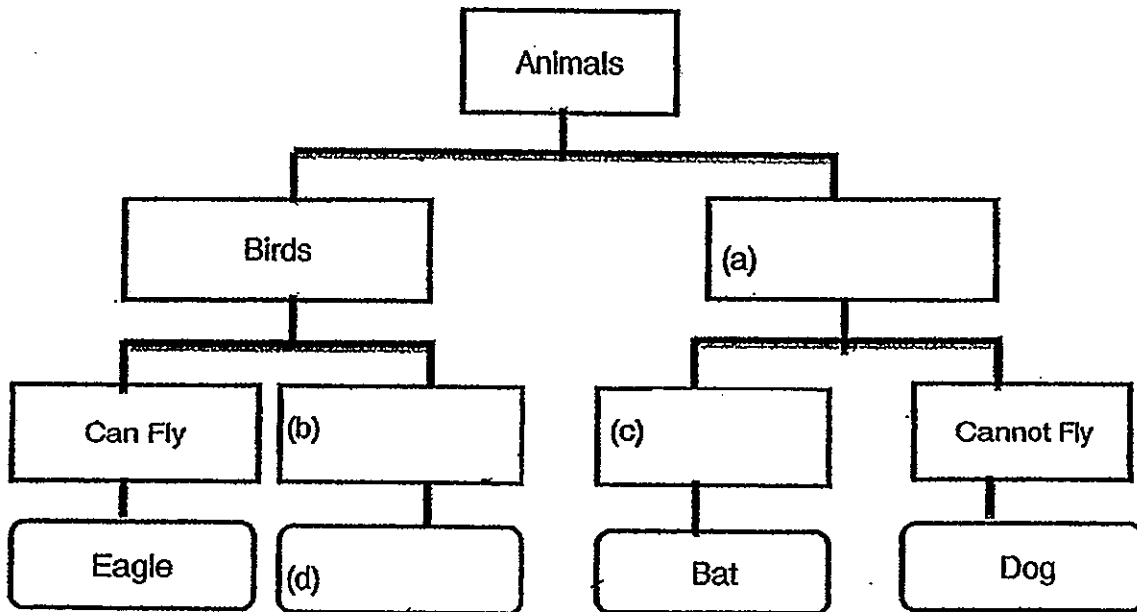 Animals
Birds
(a)
Can Fly
(b)
(c)
Cannot Fly
Eagle
(d)
Bat
Dog